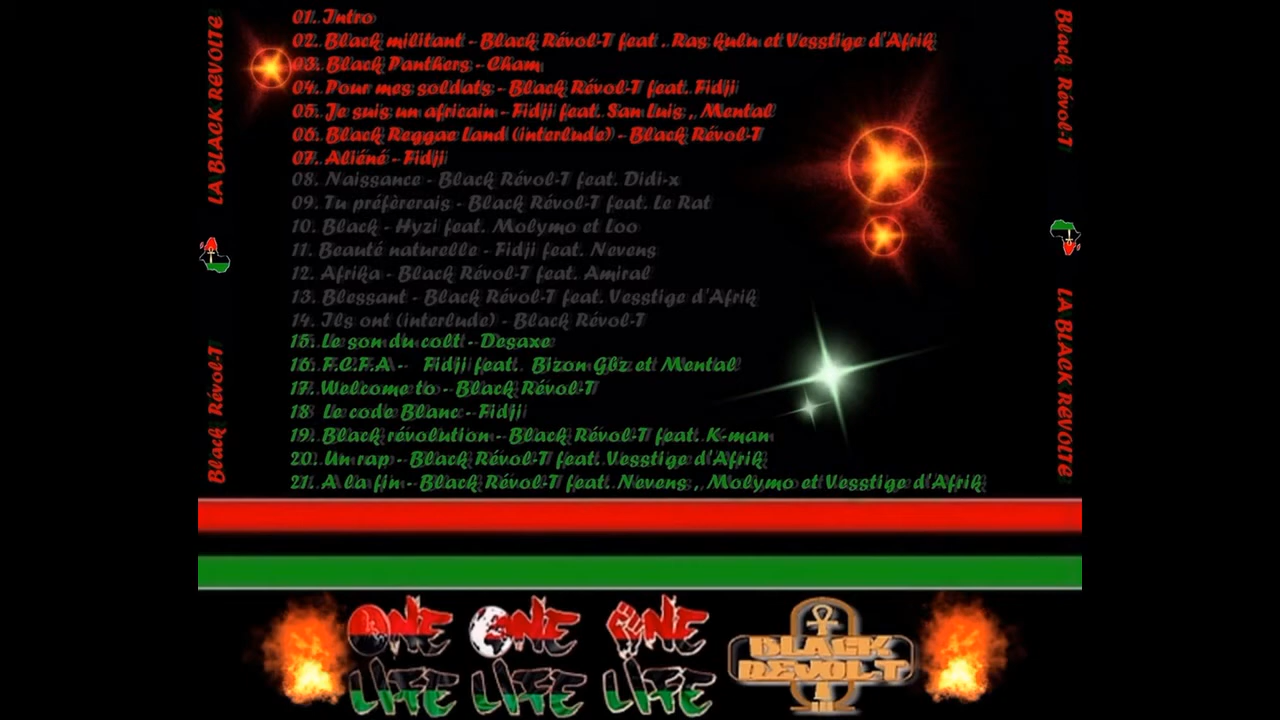 01. Intro
02. Black militant - Black Révol-T feat . Ras kulu et Vesstige d'Afrik
03. Black Panthers - Cham
04. Pour mes soldats - Black Révol-T feat. Fidji
05. Je suis un africain - Fidji feat. San Luis , Mental
06. Black Reggae Land (interlude) - Black Révol-T
07. Aliéné - Fidji
08. Naissance - Black Révol-T feat. Didi-x
09. Tu préfèrerais - Black Révol-T feat. Le Rat
10. Black - Hyzi feat. Molymo et Loo
11. Beauté naturelle - Fidji feat. Nevens
12. Afrika - Black Révol-T feat. Amiral
13. Blessant - Black Révol-T feat. Vesstige d'Afrik
14. Ils ont (interlude) - Black Révol-T
15. Le son du colt - Desaxe
16. F.C.F.A - Fidji feat. Bizon Gbz et Mental
17. Welcome to - Black Révol-T
18 Le code Blanc - Fidji
19. Black révolution - Black Révol-T feat. K-man
20. Un rap - Black Révol-T feat. Vesstige d'Afrik
21. A la fin - Black Révol-T feat. Nevens , Molymo et Vesstige d'Afrik
LA BLACK REVOLTE
Black Révol-T
Black Révol-T
LA BLACK REVOLTE
ONE LIFE
ONE LIFE
ONE LIFE
BLACK
REVOL.T